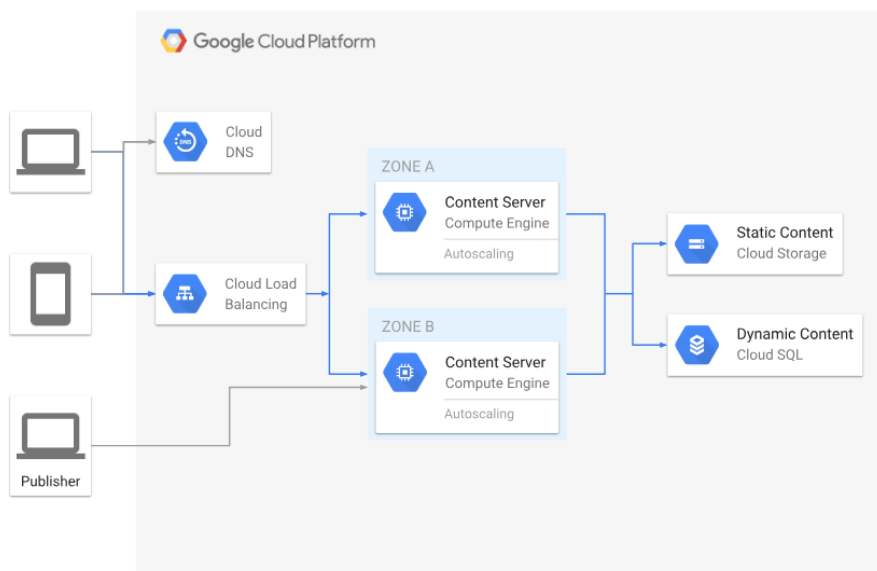 Google Cloud Platform
Cloud
DNS
DNS
ZONE A
Content Server
Compute Engine
Autoscaling
Static Content
Cloud Storage
Cloud Load
Balancing
ZONE B
Content Server
Compute Engine
Autoscaling
Dynamic Content
Cloud SQL
Publisher